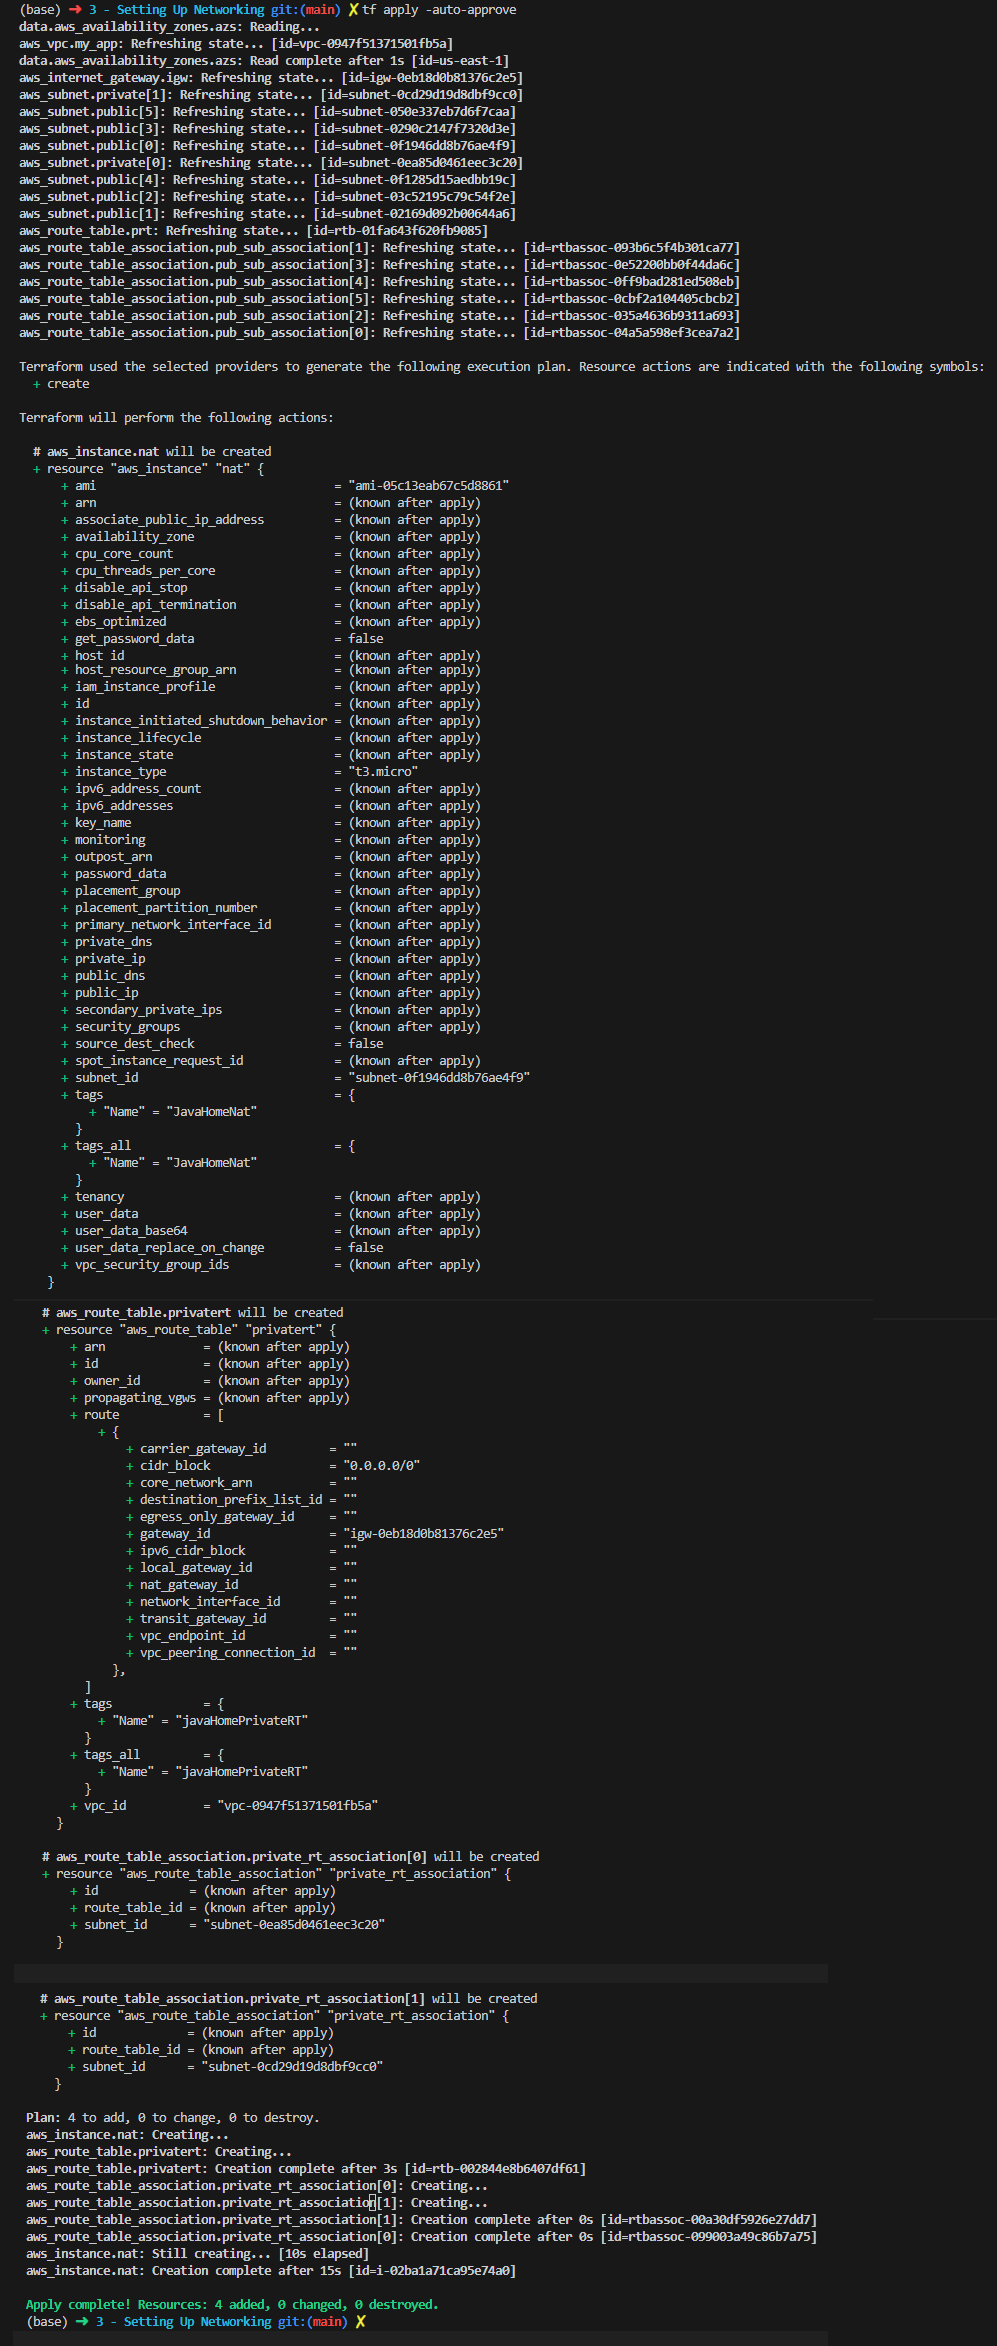 (base) ➜ 3 - Setting Up Networking git:(main) ✗ tf apply -auto-approve
data.aws_availability_zones.azs: Reading...
aws_vpc.my_app: Refreshing state... [id=vpc-0947f51371501fb5a]
data.aws_availability_zones.azs: Read complete after 1s [id=us-east-1]
aws_internet_gateway.igw: Refreshing state... [id=igw-0eb18d0b81376c2e5]
aws_subnet.private[1]: Refreshing state... [id=subnet-0cd29d19d8dbf9cc0]
aws_subnet.public[5]: Refreshing state... [id=subnet-050e337eb7d6f7caa]
aws_subnet.public[3]: Refreshing state... [id=subnet-0290c2147f7320d3e]
aws_subnet.public[0]: Refreshing state... [id=subnet-0f1946dd8b76ae4f9]
aws_subnet.private[0]: Refreshing state... [id=subnet-0ea85d0461eec3c20]
aws_subnet.public[4]: Refreshing state... [id=subnet-0f1285d15aedbb19c]
aws_subnet.public[2]: Refreshing state... [id=subnet-03c52195c79c54f2e]
aws_subnet.public[1]: Refreshing state... [id=subnet-02169d092b00644a6]
aws_route_table.prt: Refreshing state... [id=rtb-01fa643f620fb9085]
aws_route_table_association.pub_sub_association[1]: Refreshing state... [id=rtbassoc-093b6c5f4b301ca77]
aws_route_table_association.pub_sub_association[3]: Refreshing state... [id=rtbassoc-0e52200bb0f44da6c]
aws_route_table_association.pub_sub_association[4]: Refreshing state... [id=rtbassoc-0ff9bad281ed508eb]
aws_route_table_association.pub_sub_association[5]: Refreshing state... [id=rtbassoc-0cbf2a104405cbcb2]
aws_route_table_association.pub_sub_association[2]: Refreshing state... [id=rtbassoc-035a4636b9311a693]
aws_route_table_association.pub_sub_association[0]: Refreshing state... [id=rtbassoc-04a5a598ef3cea7a2]
Terraform used the selected providers to generate the following execution plan. Resource actions are indicated with the following symbols:
+ create
Terraform will perform the following actions:
# aws_instance.nat will be created
+ resource "aws_instance" "nat" {
+ ami = "ami-05c13eab67c5d8861"
+ arn = (known after apply)
+ associate_public_ip_address = (known after apply)
+ availability_zone = (known after apply)
+ cpu_core_count = (known after apply)
+ cpu_threads_per_core = (known after apply)
+ disable_api_stop = (known after apply)
+ disable_api_termination = (known after apply)
+ ebs_optimized = (known after apply)
+ get_password_data = false
+ host id = (known after apply)
+ host_resource_group_arn = (known after apply)
+ iam_instance_profile = (known after apply)
+ id = (known after apply)
+ instance_initiated_shutdown_behavior = (known after apply)
+ instance_lifecycle = (known after apply)
+ instance_state = (known after apply)
+ instance_type = "t3.micro"
+ ipv6_address_count = (known after apply)
+ ipv6_addresses = (known after apply)
+ key_name = (known after apply)
+ monitoring = (known after apply)
+ outpost_arn = (known after apply)
+ password_data = (known after apply)
+ placement_group = (known after apply)
+ placement_partition_number = (known after apply)
+ primary_network_interface_id = (known after apply)
+ private_dns = (known after apply)
+ private_ip = (known after apply)
+ public_dns = (known after apply)
+ public_ip = (known after apply)
+ secondary_private_ips = (known after apply)
+ security_groups = (known after apply)
+ source_dest_check = false
+ spot_instance_request_id = (known after apply)
+ subnet_id = "subnet-0f1946dd8b76ae4f9"
+ tags = {
+ "Name" = "JavaHomeNat"
}
+ tags_all = {
+ "Name" = "JavaHomeNat"
}
+ tenancy = (known after apply)
+ user_data = (known after apply)
+ user_data_base64 = (known after apply)
+ user_data_replace_on_change = false
+ vpc_security_group_ids = (known after apply)
}
# aws_route_table.privatert will be created
+ resource "aws_route_table" "privatert" {
+ arn = (known after apply)
+ id = (known after apply)
+ owner_id = (known after apply)
+ propagating_vgws = (known after apply)
+ route = [
+ {
+ carrier_gateway_id = ""
+ cidr_block = "0.0.0.0/0"
+ core_network_arn = ""
+ destination_prefix_list_id = ""
+ egress_only_gateway_id = ""
+ gateway_id = "igw-0eb18d0b81376c2e5"
+ ipv6_cidr_block = ""
+ local_gateway_id = ""
+ nat_gateway_id = ""
+ network_interface_id = ""
+ transit_gateway_id = ""
+ vpc_endpoint_id = ""
+ vpc_peering_connection_id = ""
},
]
+ tags = {
+ "Name" = "javaHomePrivateRT"
}
+ tags_all = {
+ "Name" = "javaHomePrivateRT"
}
+ vpc_id = "vpc-0947f51371501fb5a"
}
# aws_route_table_association.private_rt_association[0] will be created
+ resource "aws_route_table_association" "private_rt_association" {
+ id = (known after apply)
+ route_table_id = (known after apply)
+ subnet_id = "subnet-0ea85d0461eec3c20"
}
# aws_route_table_association.private_rt_association[1] will be created
+ resource "aws_route_table_association" "private_rt_association" {
+ id = (known after apply)
+ route_table_id = (known after apply)
+ subnet_id = "subnet-0cd29d19d8dbf9cc0"
}
Plan: 4 to add, 0 to change, 0 to destroy.
aws_instance.nat: Creating...
aws_route_table.privatert: Creating...
aws_route_table.privatert: Creation complete after 3s [id=rtb-002844e8b6407df61]
aws_route_table_association.private_rt_association[0]: Creating...
aws_route_table_association.private_rt_association[1]: Creating...
aws_route_table_association.private_rt_association[1]: Creation complete after 0s [id=rtbassoc-00a30df5926e27dd7]
aws_route_table_association.private_rt_association[0]: Creation complete after 0s [id=rtbassoc-099003a49c86b7a75]
aws_instance.nat: Still creating... [10s elapsed]
aws_instance.nat: Creation complete after 15s [id=i-02ba1a71ca95e74a0]
Apply complete! Resources: 4 added, 0 changed, 0 destroyed.
(base) ➜ 3 - Setting Up Networking git:(main) ✗